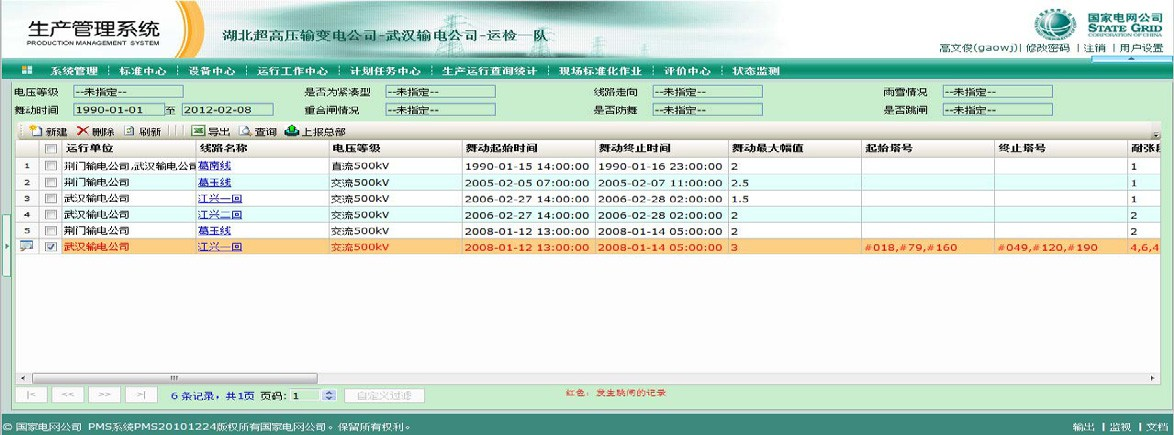 生产管理系统
PRODUCTION MANAGEMENT SYSTEM
湖北超高压输变电公司-武汉输电公司-运检一队
国家电网公司
STATE GRID
CORPORATION OF CHINA
高文俊(gaowj)| 修改密码 | 注销 | 用户设置
系统管理 标准中心 设备中心 运行工作中心 计划任务中心 生产运行查询统计 现场标准化作业 评价中心 状态监测
电压等级 --未指定-- 是否为紧凑型 --未指定-- 线路走向 --未指定-- 雨雪情况 --未指定--
舞动时间 1990-01-01 至 2012-02-08 重合闸情况 --未指定-- 是否防舞 --未指定-- 是否跳闸 --未指定--
新建 删除 刷新 导出 查询 上报总部
运行单位 线路名称 电压等级 舞动起始时间 舞动终止时间 舞动最大幅值 起始塔号 终止塔号 耐张
1 荆门输电公司,武汉输电公司 葛南线 直流500kV 1990-01-15 14:00:00 1990-01-16 23:00:00 2 1
2 荆门输电公司 葛玉线 交流500kV 2005-02-05 07:00:00 2005-02-07 11:00:00 2.5 1
3 武汉输电公司 江兴一回 交流500kV 2006-02-27 14:00:00 2006-02-28 02:00:00 1.5 1
4 武汉输电公司 江兴二回 交流500kV 2006-02-27 14:00:00 2006-02-28 02:00:00 2 2
5 荆门输电公司 葛玉线 交流500kV 2008-01-12 13:00:00 2008-01-14 05:00:00 2 2
武汉输电公司 江兴一回 交流500kV 2008-01-12 13:00:00 2008-01-14 05:00:00 3 #018,#79,#160 #049,#120,#190 4,6,4
|< << >> >| 6 条记录，共1页 页码: 1 自定义过滤 红色：发生跳闸的记录
© 国家电网公司 PMS系统PMS20101224版权所有国家电网公司。保留所有权利。 输出 | 监视 | 文档